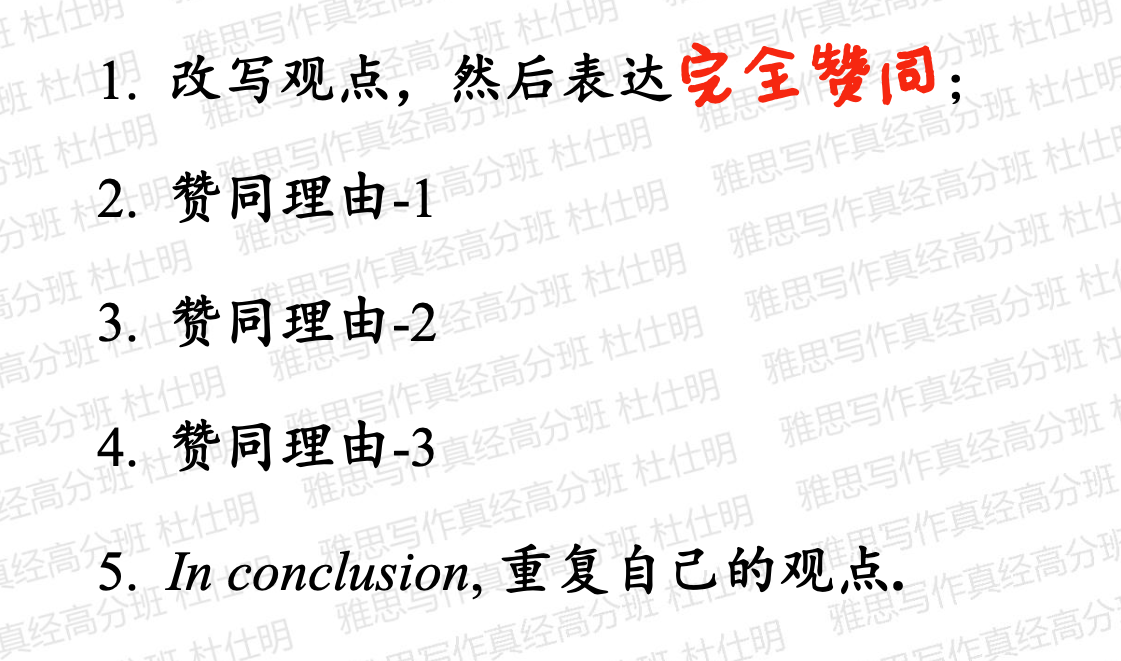 1. 改写观点，然后表达完全赞同；
2. 赞同理由-1
3. 赞同理由-2
4. 赞同理由-3
5. In conclusion, 重复自己的观点.
雅思写作真经高分班 杜仕明